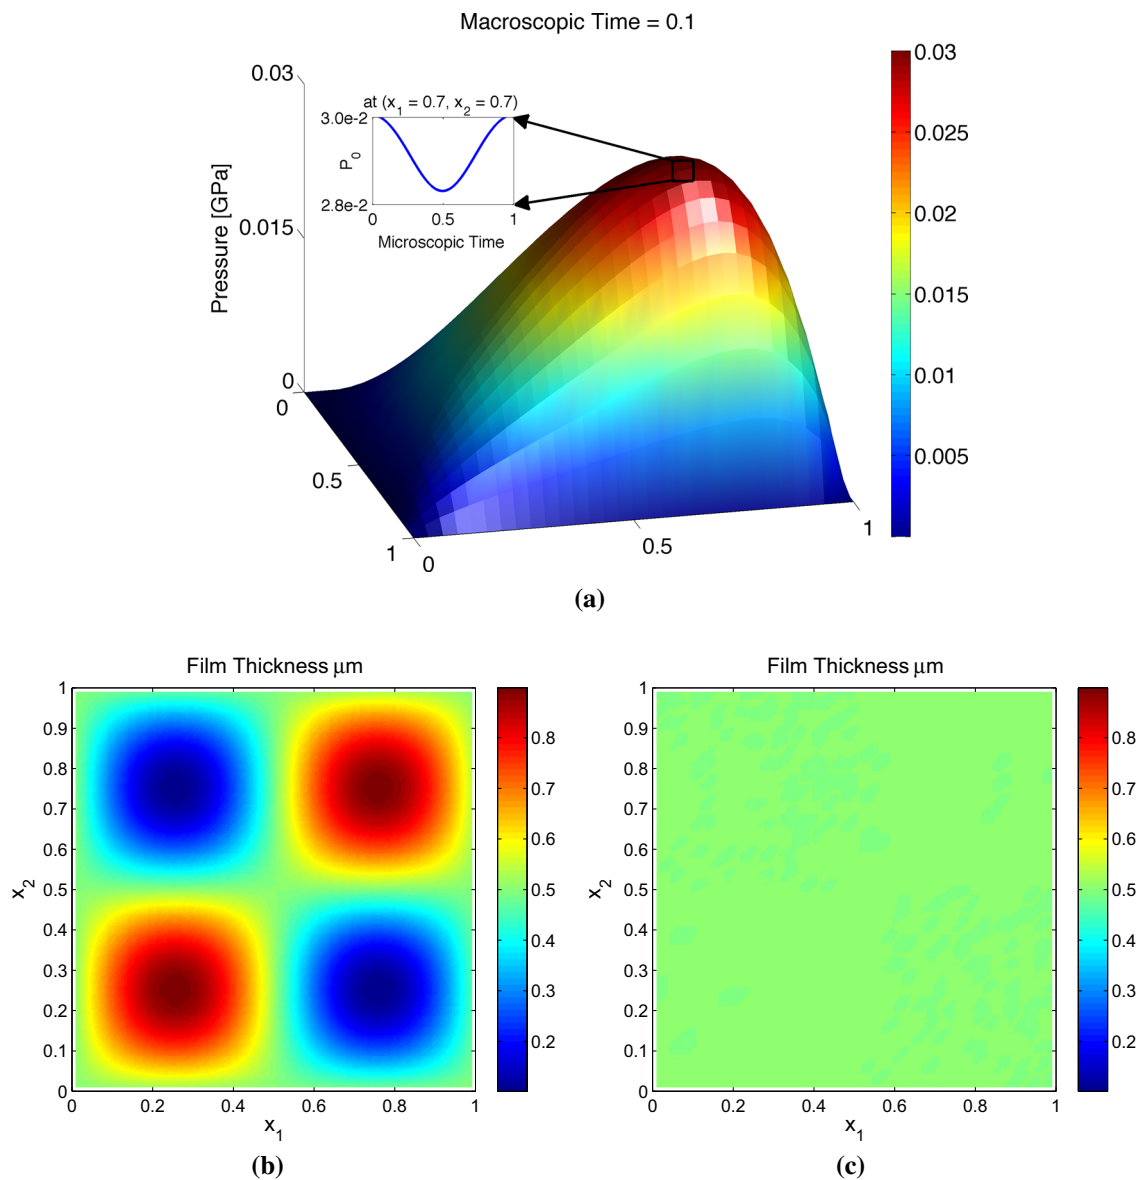 Macroscopic Time = 0.1
0.03
at (x1 = 0.7, x2 = 0.7)
3.0e-2
P0
2.8e-2
0 0.5 1
Microscopic Time
Pressure [GPa]
0.015
0
0
0.5
1
0
0.5
1
0.03
0.025
0.02
0.015
0.01
0.005
(a)
Film Thickness μm
1
0.9
0.8
0.7
0.6
0.5
0.4
0.3
0.2
0.1
0
x2
0 0.2 0.4 0.6 0.8 1
x1
0.8
0.7
0.6
0.5
0.4
0.3
0.2
(b)
Film Thickness μm
1
0.9
0.8
0.7
0.6
0.5
0.4
0.3
0.2
0.1
0
x2
0 0.2 0.4 0.6 0.8 1
x1
0.8
0.7
0.6
0.5
0.4
0.3
0.2
(c)